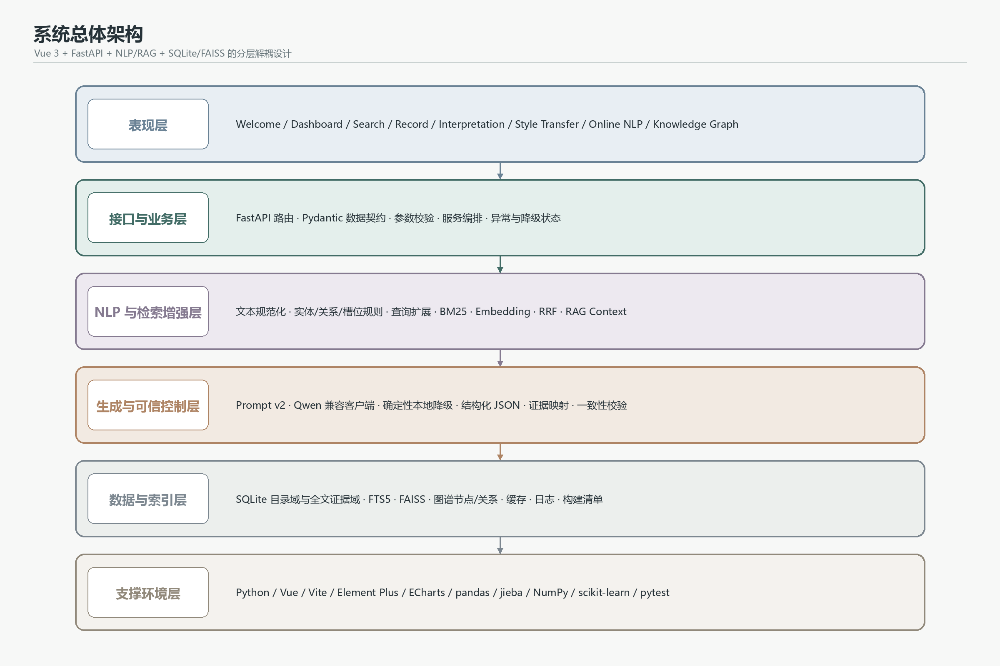 系统总体架构
Vue 3 + FastAPI + NLP/RAG + SQLite/FAISS 的分层解耦设计
表现层
Welcome / Dashboard / Search / Record / Interpretation / Style Transfer / Online NLP / Knowledge Graph
接口与业务层
FastAPI 路由 · Pydantic 数据契约 · 参数校验 · 服务编排 · 异常与降级状态
NLP 与检索增强层
文本规范化 · 实体/关系/槽位规则 · 查询扩展 · BM25 · Embedding · RRF · RAG Context
生成与可信控制层
Prompt v2 · Qwen 兼容客户端 · 确定性本地降级 · 结构化 JSON · 证据映射 · 一致性校验
数据与索引层
SQLite 目录域与全文证据域 · FTS5 · FAISS · 图谱节点/关系 · 缓存 · 日志 · 构建清单
支撑环境层
Python / Vue / Vite / Element Plus / ECharts / pandas / jieba / NumPy / scikit-learn / pytest